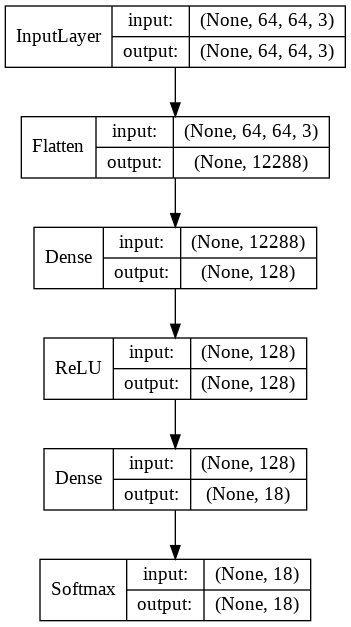 InputLayer
input: (None, 64, 64, 3)
output: (None, 64, 64, 3)
Flatten
input: (None, 64, 64, 3)
output: (None, 12288)
Dense
input: (None, 12288)
output: (None, 128)
ReLU
input: (None, 128)
output: (None, 128)
Dense
input: (None, 128)
output: (None, 18)
Softmax
input: (None, 18)
output: (None, 18)